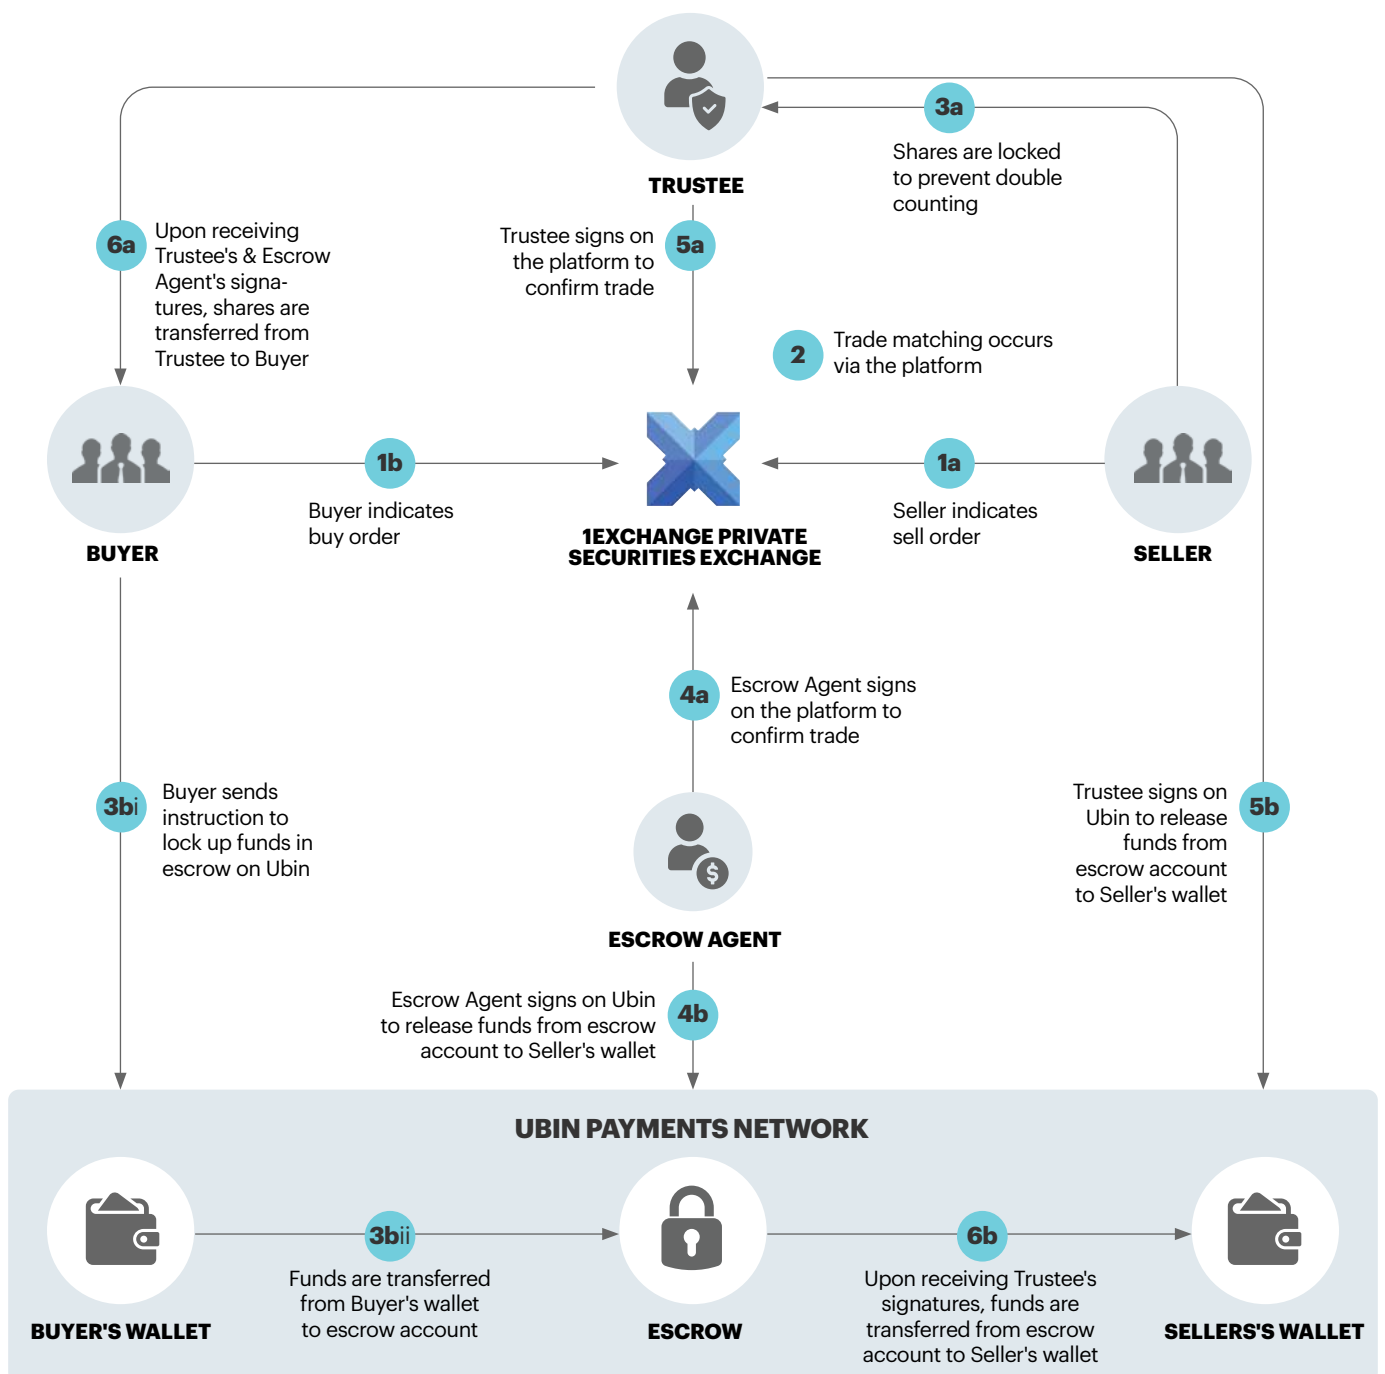 3a
Shares are locked
to prevent double
counting
TRUSTEE
6a
Upon receiving
Trustee's & Escrow
Agent's signa-
tures, shares are
transferred from
Trustee to Buyer
Trustee signs on
the platform to
confirm trade
5a
2
Trade matching occurs
via the platform
1b
Buyer indicates
buy order
1a
Seller indicates
sell order
BUYER
1EXCHANGE PRIVATE
SECURITIES EXCHANGE
SELLER
4a
Escrow Agent signs
on the platform to
confirm trade
3bi
Buyer sends
instruction to
lock up funds in
escrow on Ubin
$
Trustee signs on
Ubin to release
funds from
escrow account
to Seller's wallet
5b
ESCROW AGENT
Escrow Agent signs on Ubin
to release funds from escrow
account to Seller's wallet
4b
UBIN PAYMENTS NETWORK
3bii
Funds are transferred
from Buyer's wallet
to escrow account
6b
Upon receiving Trustee's
signatures, funds are
transferred from escrow
account to Seller's wallet
BUYER'S WALLET
ESCROW
SELLERS'S WALLET